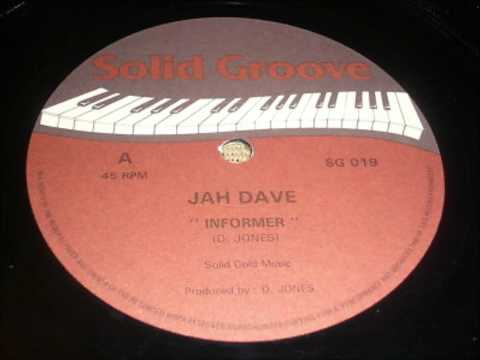 Solid Groove
A
45 RPM
SG 019
JAH DAVE
" INFORMER "
(D. JONES)
Solid Gold Music
Produced by : D. JONES